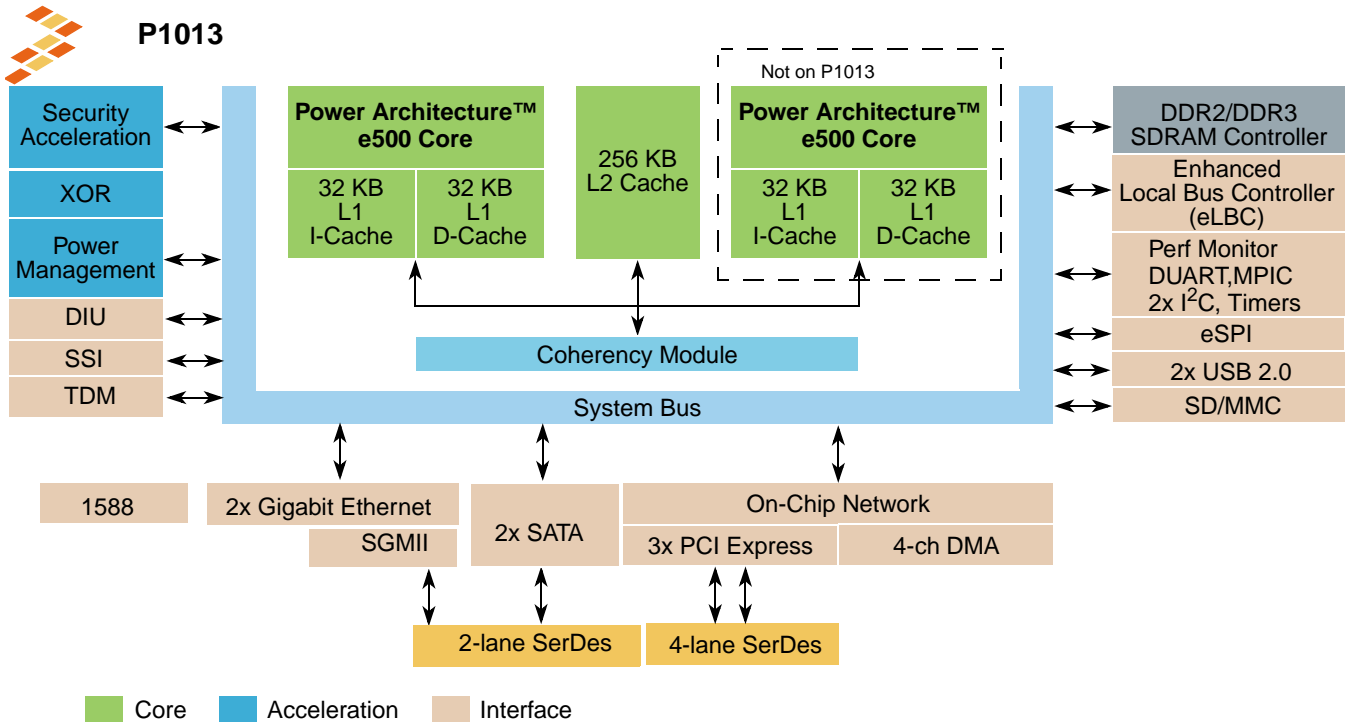 P1013
Not on P1013
Security
Acceleration
XOR
Power
Management
DIU
SSI
TDM
Power Architecture™
e500 Core
32 KB
L1
I-Cache
32 KB
L1
D-Cache
256 KB
L2 Cache
Power Architecture™
e500 Core
32 KB
L1
I-Cache
32 KB
L1
D-Cache
Coherency Module
System Bus
DDR2/DDR3
SDRAM Controller
Enhanced
Local Bus Controller
(eLBC)
Perf Monitor
DUART,MPIC
2x I²C, Timers
eSPI
2x USB 2.0
SD/MMC
1588
2x Gigabit Ethernet
SGMII
2x SATA
On-Chip Network
3x PCI Express
4-ch DMA
2-lane SerDes
4-lane SerDes
Core
Acceleration
Interface